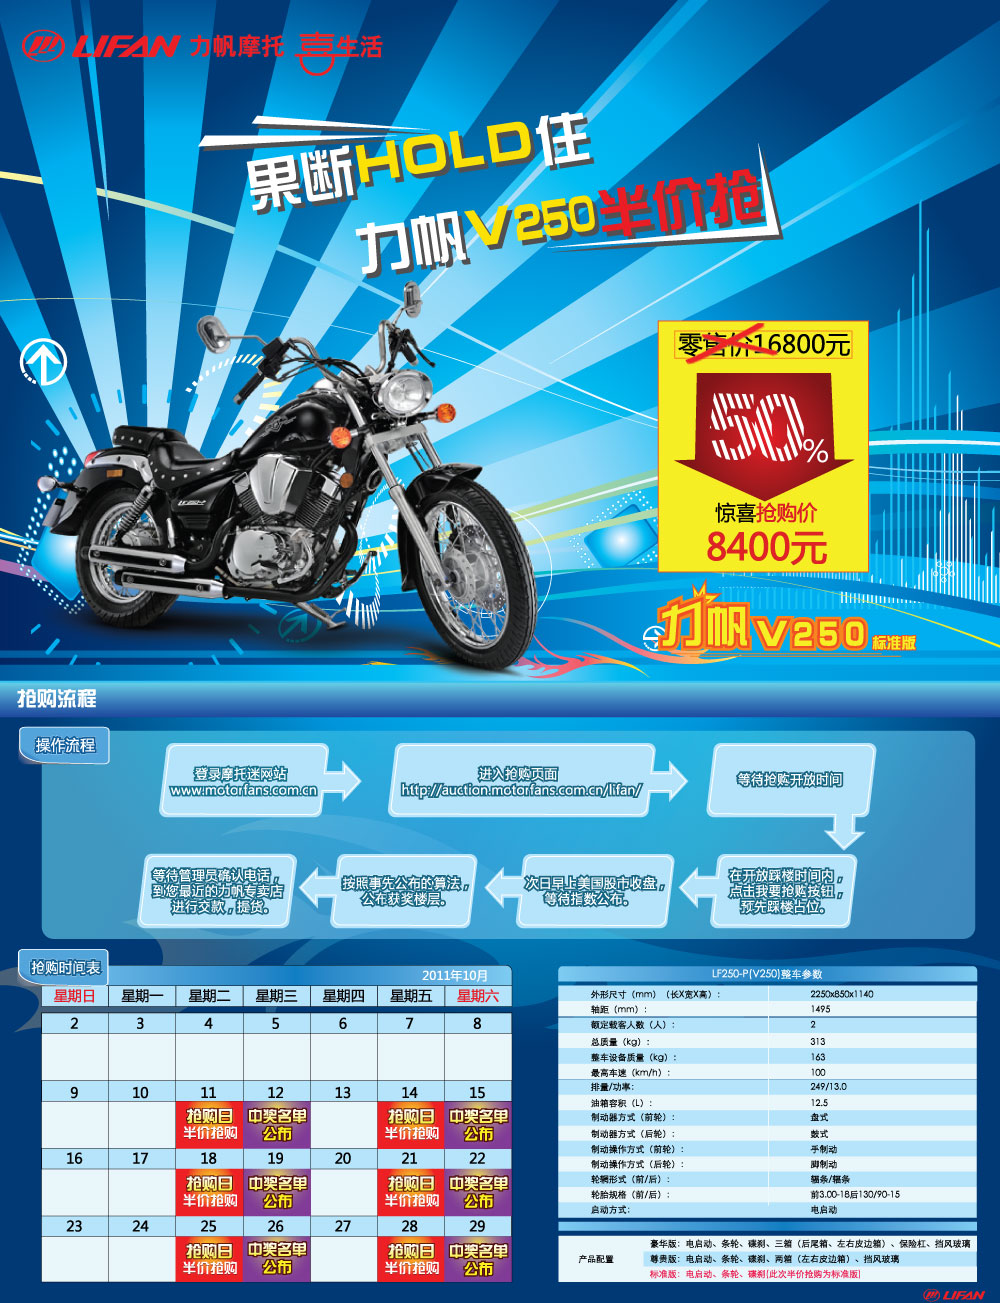 LIFAN 力帆摩托 喜生活
果断HOLD住
力帆V250半价抢
零售价16800元
50%
惊喜抢购价
8400元
力帆V250标准版
抢购流程
操作流程
登录摩托迷网站
www.motorfans.com.cn
进入抢购页面
http://auction.motorfans.com.cn/lifan/
等待抢购开放时间
在开放踩楼时间内，
点击我要抢购按钮，
预先踩楼占位。
次日早上美国股市收盘，
等待指数公布。
按照事先公布的算法，
公布获奖楼层。
等待管理员确认电话，
到您最近的力帆专卖店
进行交款，提货。
抢购时间表
2011年10月
星期日 星期一 星期二 星期三 星期四 星期五 星期六
2 3 4 5 6 7 8
9 10 11 12 13 14 15
抢购日 中奖名单 抢购日 中奖名单
半价抢购 公布 半价抢购 公布
16 17 18 19 20 21 22
抢购日 中奖名单 抢购日 中奖名单
半价抢购 公布 半价抢购 公布
23 24 25 26 27 28 29
抢购日 中奖名单 抢购日 中奖名单
半价抢购 公布 半价抢购 公布
LF250-P(V250)整车参数
外形尺寸（mm）（长X宽X高）： 2250x850x1140
轴距（mm）： 1495
额定载客人数（人）： 2
总质量（kg）： 313
整车设备质量（kg）： 163
最高车速（km/h）： 100
排量/功率： 249/13.0
油箱容积（L）： 12.5
制动器方式（前轮）： 盘式
制动器方式（后轮）： 鼓式
制动操作方式（前轮）： 手制动
制动操作方式（后轮）： 脚制动
轮辋形式（前/后）： 辐条/辐条
轮胎规格（前/后）： 前3.00-18后130/90-15
启动方式： 电启动
产品配置
豪华版：电启动、条轮、碟刹、三箱（后尾箱、左右皮边箱）、保险杠、挡风玻璃
尊贵版：电启动、条轮、碟刹、两箱（左右皮边箱）、挡风玻璃
标准版：电启动、条轮、碟刹(此次半价抢购为标准版)
LIFAN